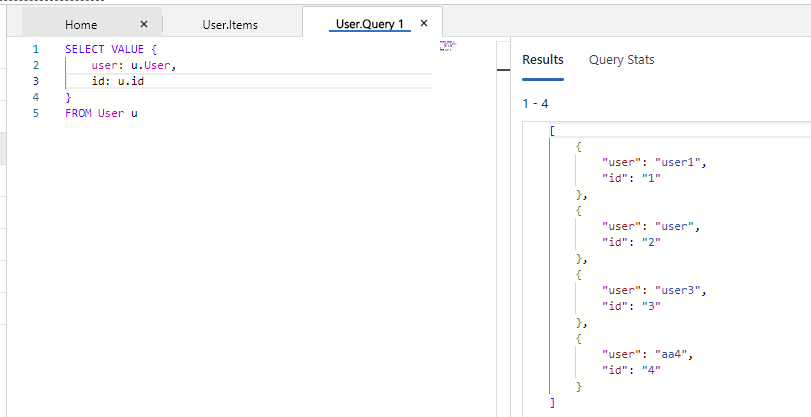 Home ×
User.Items
User.Query 1 ×
1 SELECT VALUE {
2 user: u.User,
3 id: u.id
4 }
5 FROM User u
Results
Query Stats
1 - 4
[
{
"user": "user1",
"id": "1"
},
{
"user": "user",
"id": "2"
},
{
"user": "user3",
"id": "3"
},
{
"user": "aa4",
"id": "4"
}
]